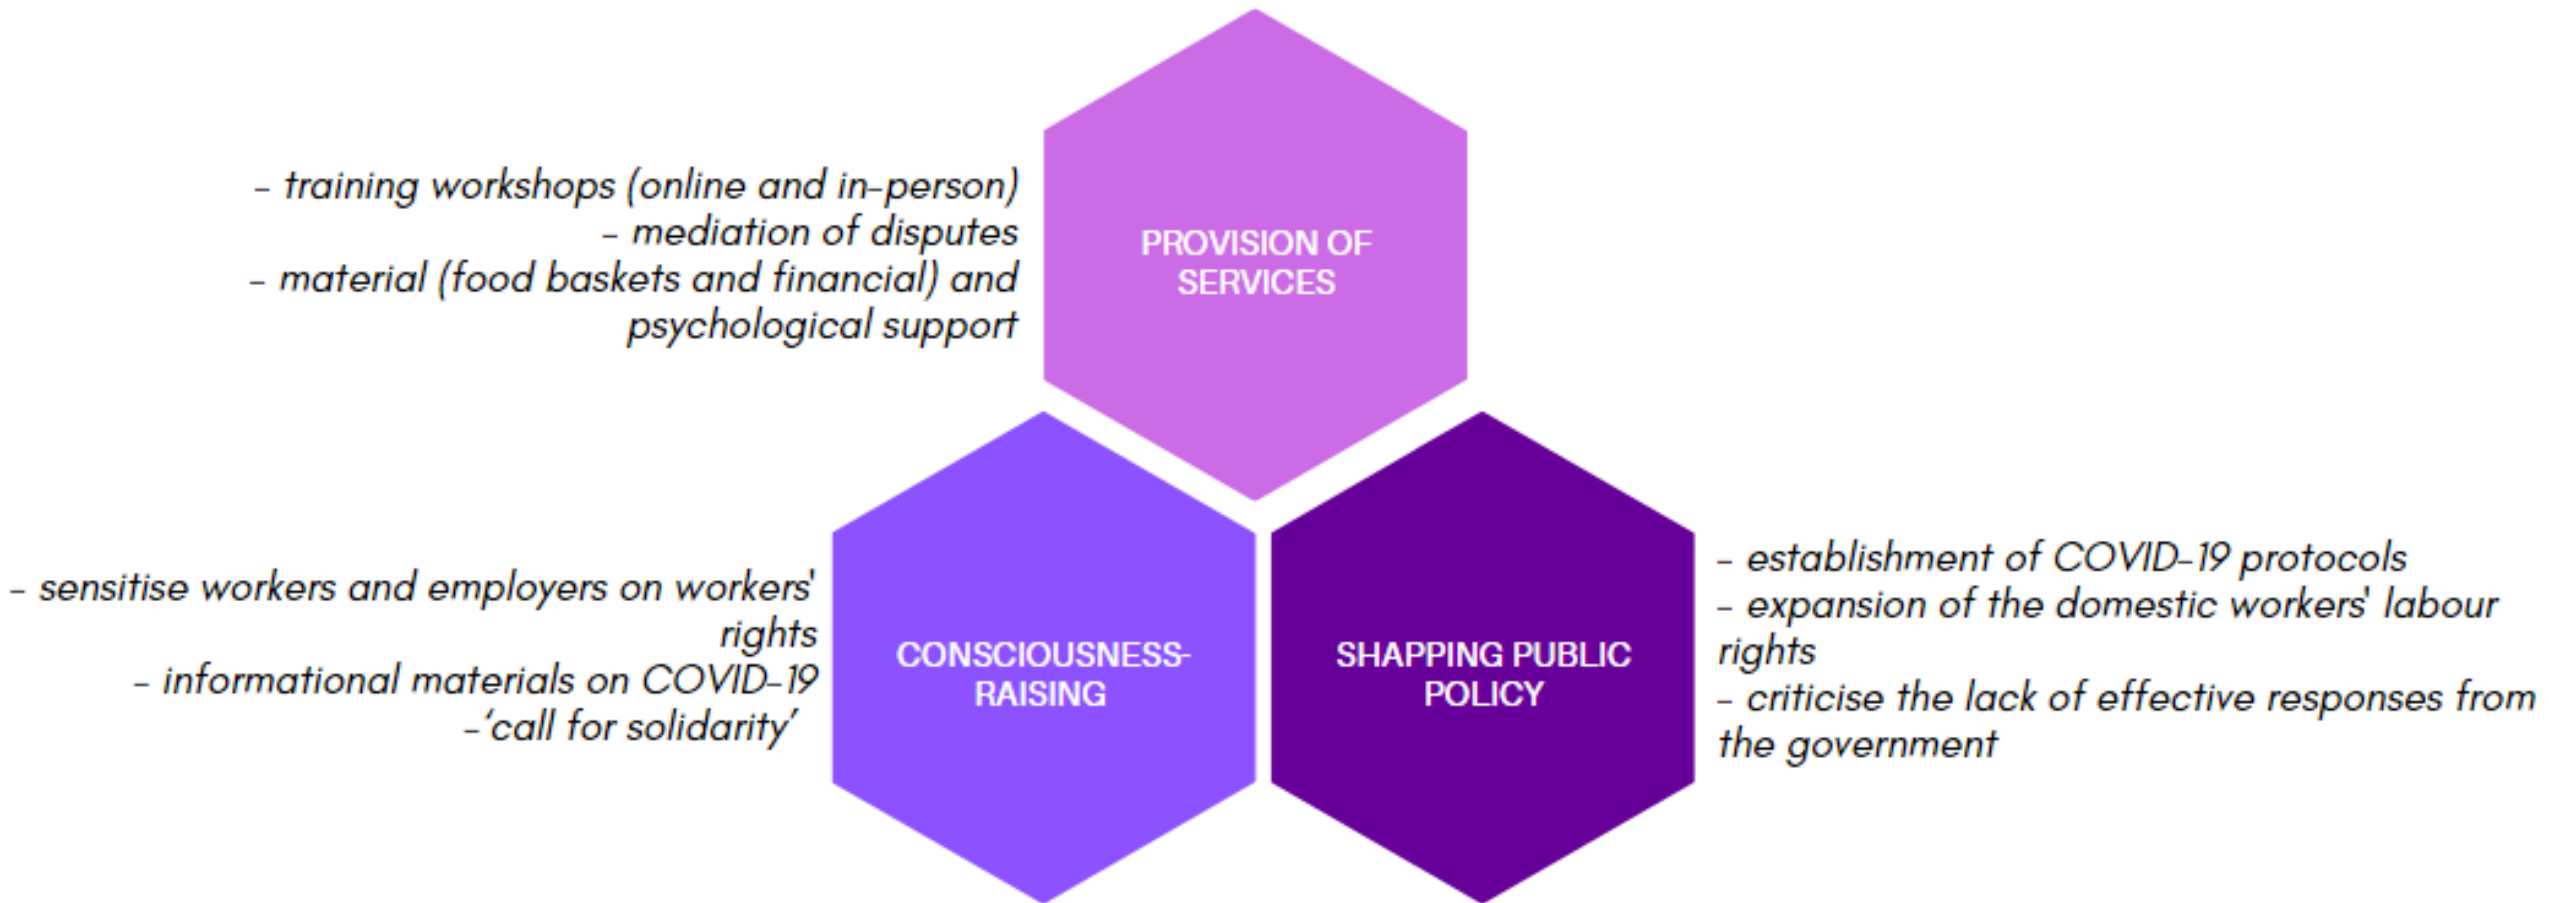 - training workshops (online and in-person)
- mediation of disputes
- material (food baskets and financial) and
psychological support
PROVISION OF
SERVICES
- sensitise workers and employers on workers'
rights
- informational materials on COVID-19
-‘call for solidarity’
CONSCIOUSNESS-
RAISING
SHAPPING PUBLIC
POLICY
- establishment of COVID-19 protocols
- expansion of the domestic workers' labour
rights
- criticise the lack of effective responses from
the government